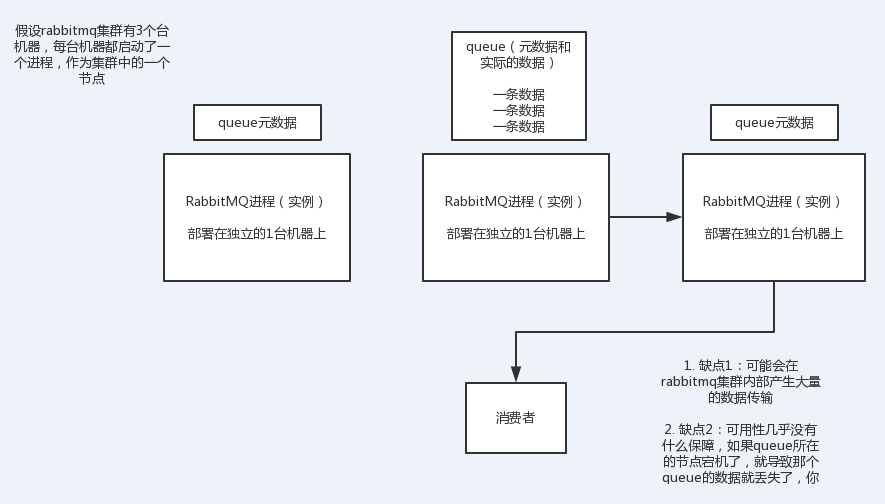 假设rabbitmq集群有3个台
机器，每台机器都启动了一
个进程，作为集群中的一个
节点
queue（元数据和
实际的数据）
一条数据
一条数据
一条数据
queue元数据
queue元数据
RabbitMQ进程（实例）
部署在独立的1台机器上
RabbitMQ进程（实例）
部署在独立的1台机器上
RabbitMQ进程（实例）
部署在独立的1台机器上
消费者
1. 缺点1：可能会在
rabbitmq集群内部产生大量
的数据传输
2. 缺点2：可用性几乎没有
什么保障，如果queue所在
的节点宕机了，就导致那个
queue的数据就丢失了，你